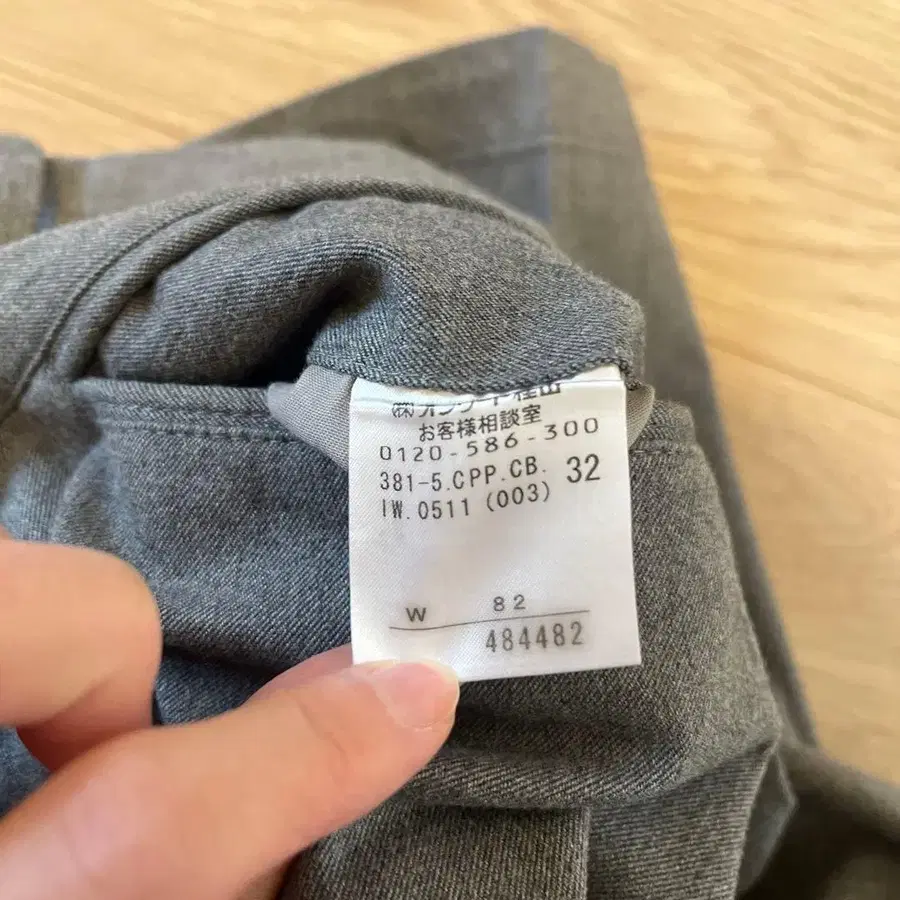 ㈱オンワード樫山
お客様相談室
0120-586-300
381-5.CPP.CB. 32
IW.0511 (003)
W 82
484482